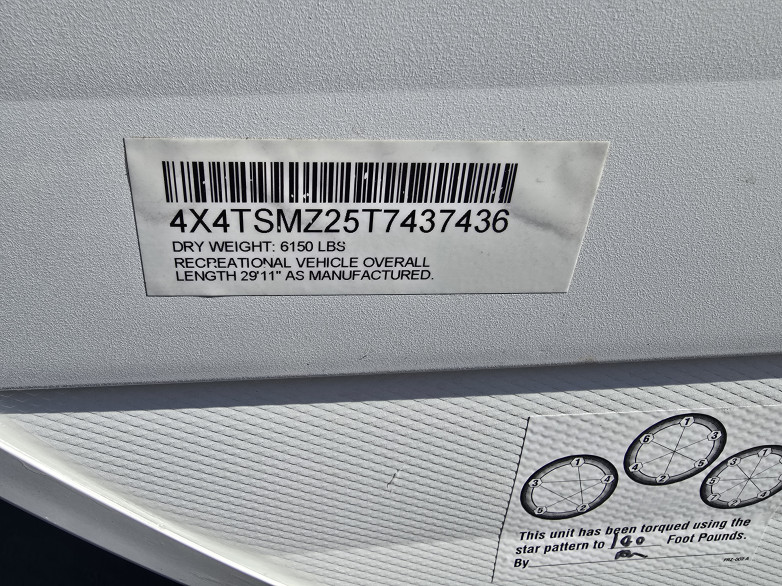 4X4TSMZ25T7437436
DRY WEIGHT: 6150 LBS
RECREATIONAL VEHICLE OVERALL
LENGTH 29'11" AS MANUFACTURED.
This unit has been torqued using the
star pattern to Foot Pounds.
By